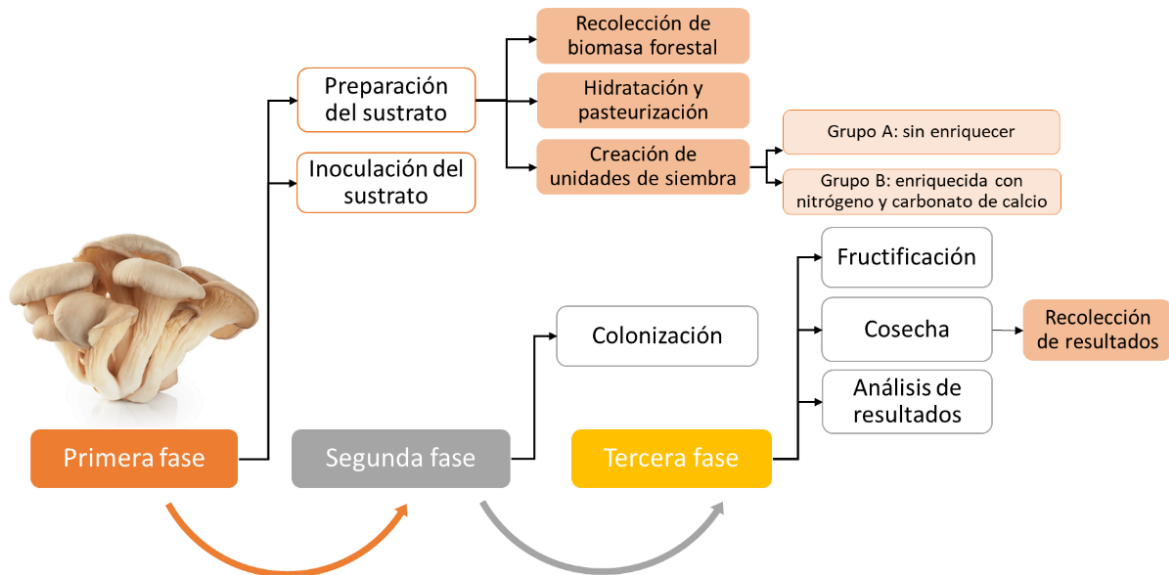 Primera fase
Preparación
del sustrato
Recolección de
biomasa forestal
Hidratación y
pasteurización
Creación de
unidades de siembra
Grupo A: sin enriquecer
Grupo B: enriquecida con
nitrógeno y carbonato de calcio
Inoculación del
sustrato
Segunda fase
Colonización
Tercera fase
Fructificación
Cosecha
Recolección
de resultados
Análisis de
resultados